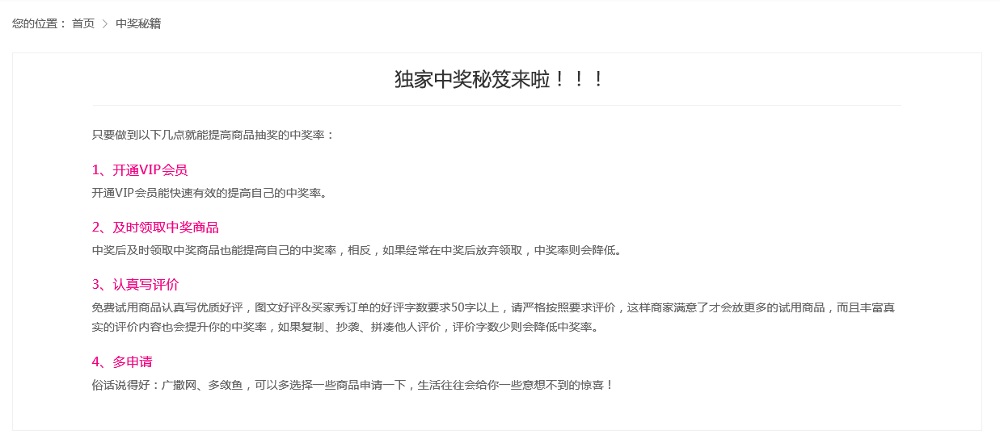 您的位置： 首页 > 中奖秘籍
独家中奖秘笈来啦！！！
只要做到以下几点就能提高商品抽奖的中奖率：
1、开通VIP会员
开通VIP会员能快速有效的提高自己的中奖率。
2、及时领取中奖商品
中奖后及时领取中奖商品也能提高自己的中奖率，相反，如果经常在中奖后放弃领取，中奖率则会降低。
3、认真写评价
免费试用商品认真写优质好评，图文好评&买家秀订单的好评字数要求50字以上，请严格按照要求评价，这样商家满意了才会放更多的试用商品，而且丰富真
实的评价内容也会提升你的中奖率，如果复制、抄袭、拼凑他人评价，评价字数少则会降低中奖率。
4、多申请
俗话说得好：广撒网、多敛鱼，可以多选择一些商品申请一下，生活往往会给你一些意想不到的惊喜！